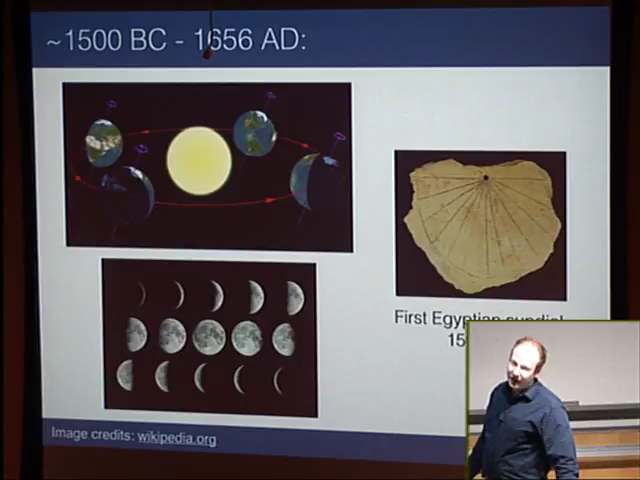 ~1500 BC - 1656 AD:
First Egyptian sundial
15
Image credits: wikipedia.org